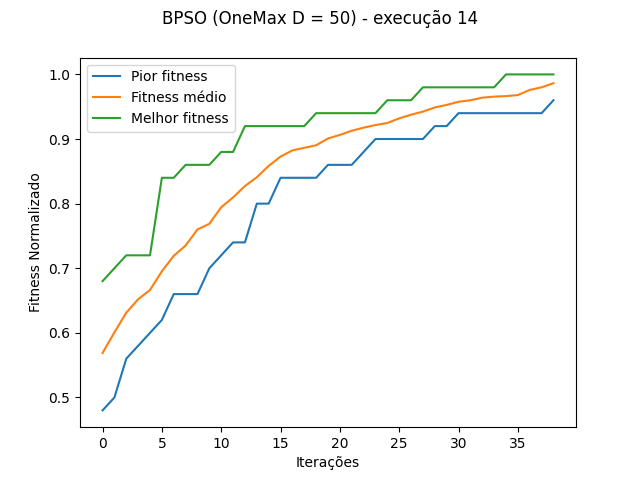 BPSO (OneMax D = 50) - execução 14
Pior fitness
Fitness médio
Melhor fitness
Fitness Normalizado
1.0
0.9
0.8
0.7
0.6
0.5
0 5 10 15 20 25 30 35
Iterações